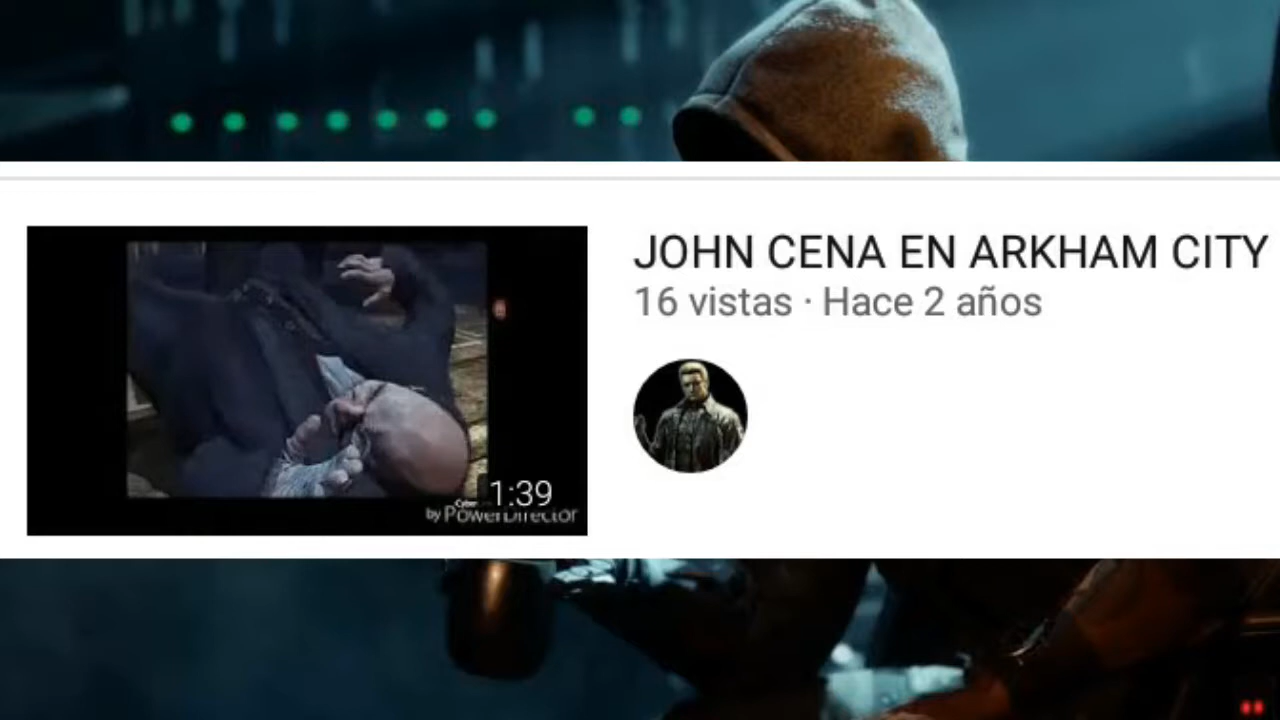 JOHN CENA EN ARKHAM CITY
16 vistas · Hace 2 años
1:39
by PowerDirector